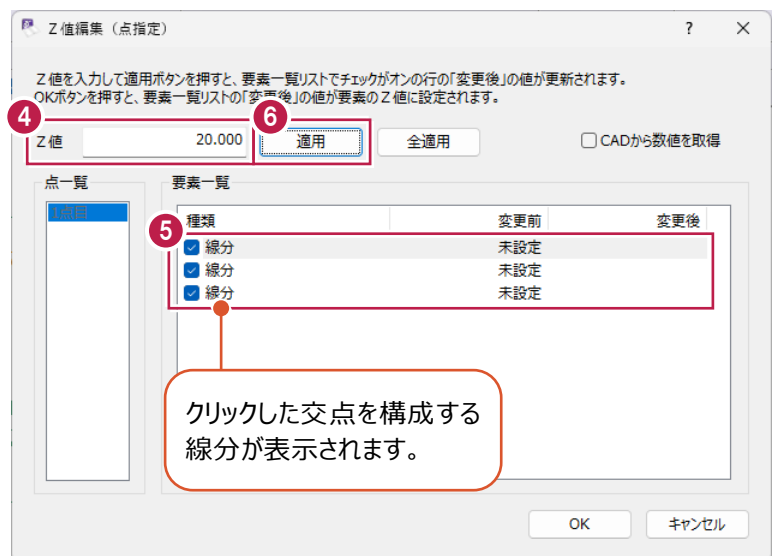 Z値編集（点指定）
?
×
Z値を入力して適用ボタンを押すと、要素一覧リストでチェックがオンの行の「変更後」の値が更新されます。
OKボタンを押すと、要素一覧リストの「変更後」の値が要素のZ値に設定されます。
4
6
Z値 20.000 適用 全適用 CADから数値を取得
点一覧 要素一覧
1点目
種類 変更前 変更後
5
線分 未設定
線分 未設定
線分 未設定
クリックした交点を構成する
線分が表示されます。
OK キャンセル